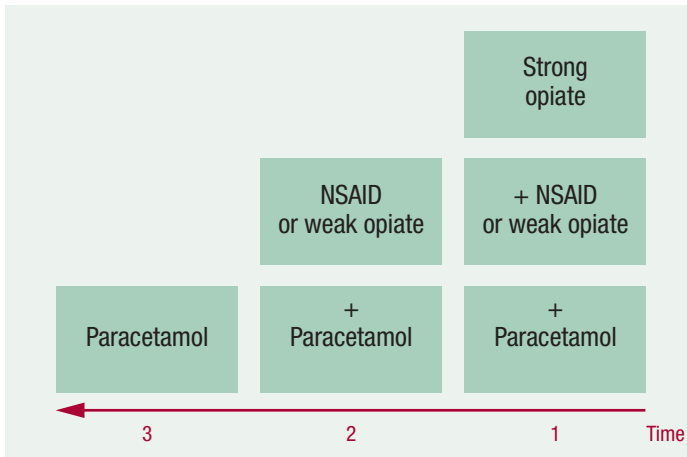 Strong
opiate
NSAID
or weak opiate
+ NSAID
or weak opiate
Paracetamol
+
Paracetamol
+
Paracetamol
3
2
1
Time